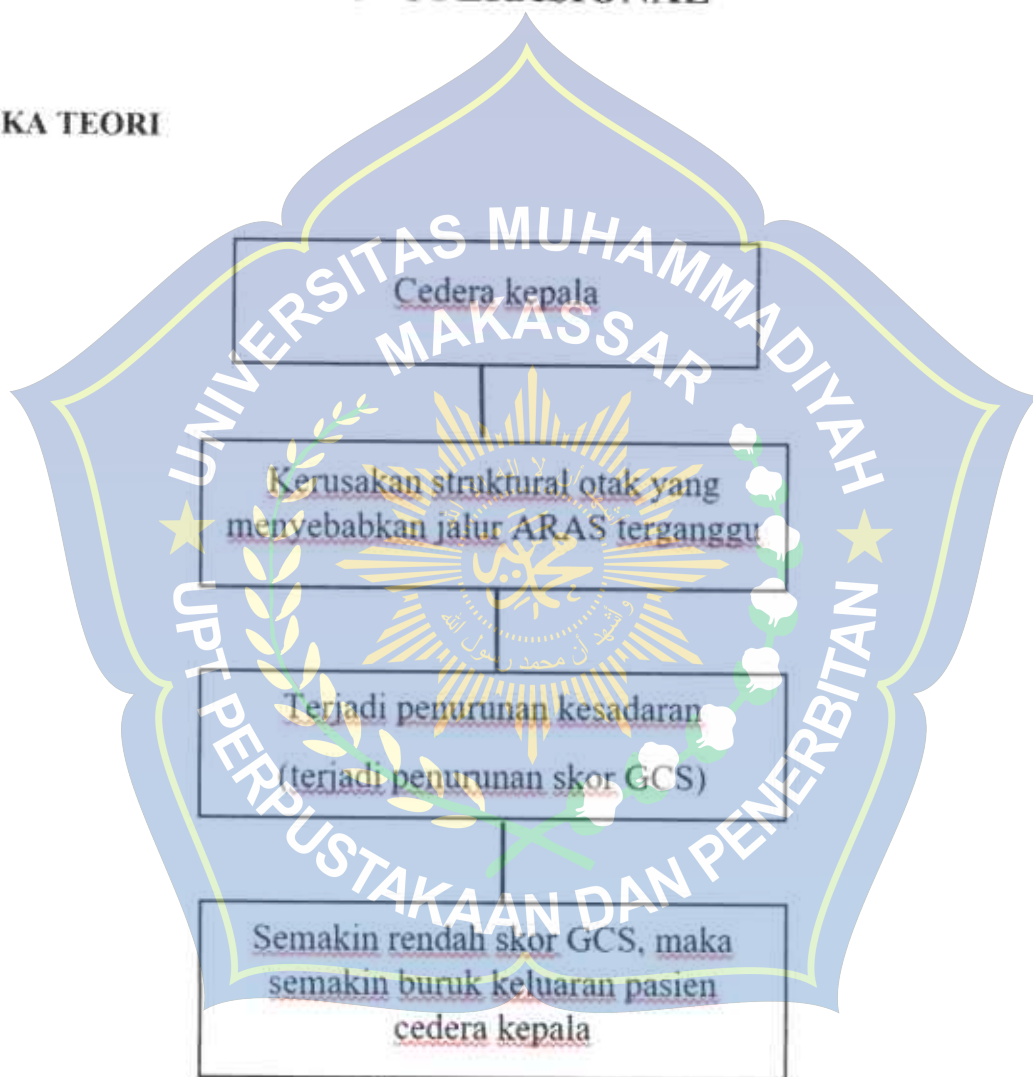 KA TEORI
UNIVERSITAS MUHAMMADIYAH
MAKASSAR
Cedera kepala
Kerusakan struktural otak yang
menyebabkan jalur ARAS terganggu
Terjadi penurunan kesadaran
(terjadi penurunan skor GCS)
Semakin rendah skor GCS, maka
semakin buruk keluaran pasien
cedera kepala
UPT PERPUSTAKAAN DAN PENERBITAN